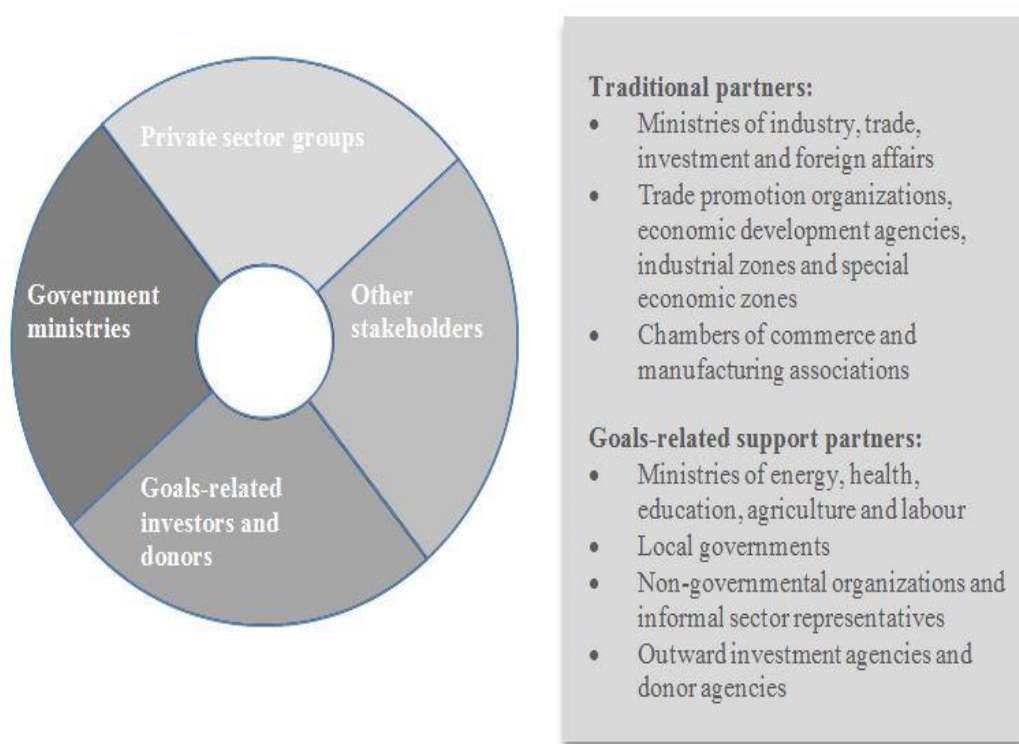 Private sector groups
Government
ministries
Other
stakeholders
Goals-related
investors and
donors
Traditional partners:
• Ministries of industry, trade,
investment and foreign affairs
• Trade promotion organizations,
economic development agencies,
industrial zones and special
economic zones
• Chambers of commerce and
manufacturing associations
Goals-related support partners:
• Ministries of energy, health,
education, agriculture and labour
• Local governments
• Non-governmental organizations and
informal sector representatives
• Outward investment agencies and
donor agencies